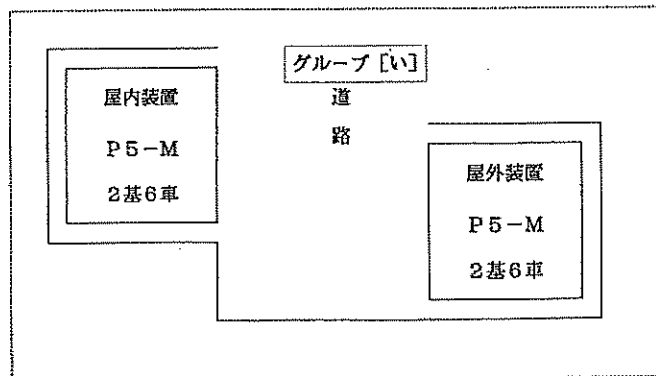 グループ［い］
道
路
屋内装置
Ｐ５－Ｍ
２基６車
屋外装置
Ｐ５－Ｍ
２基６車